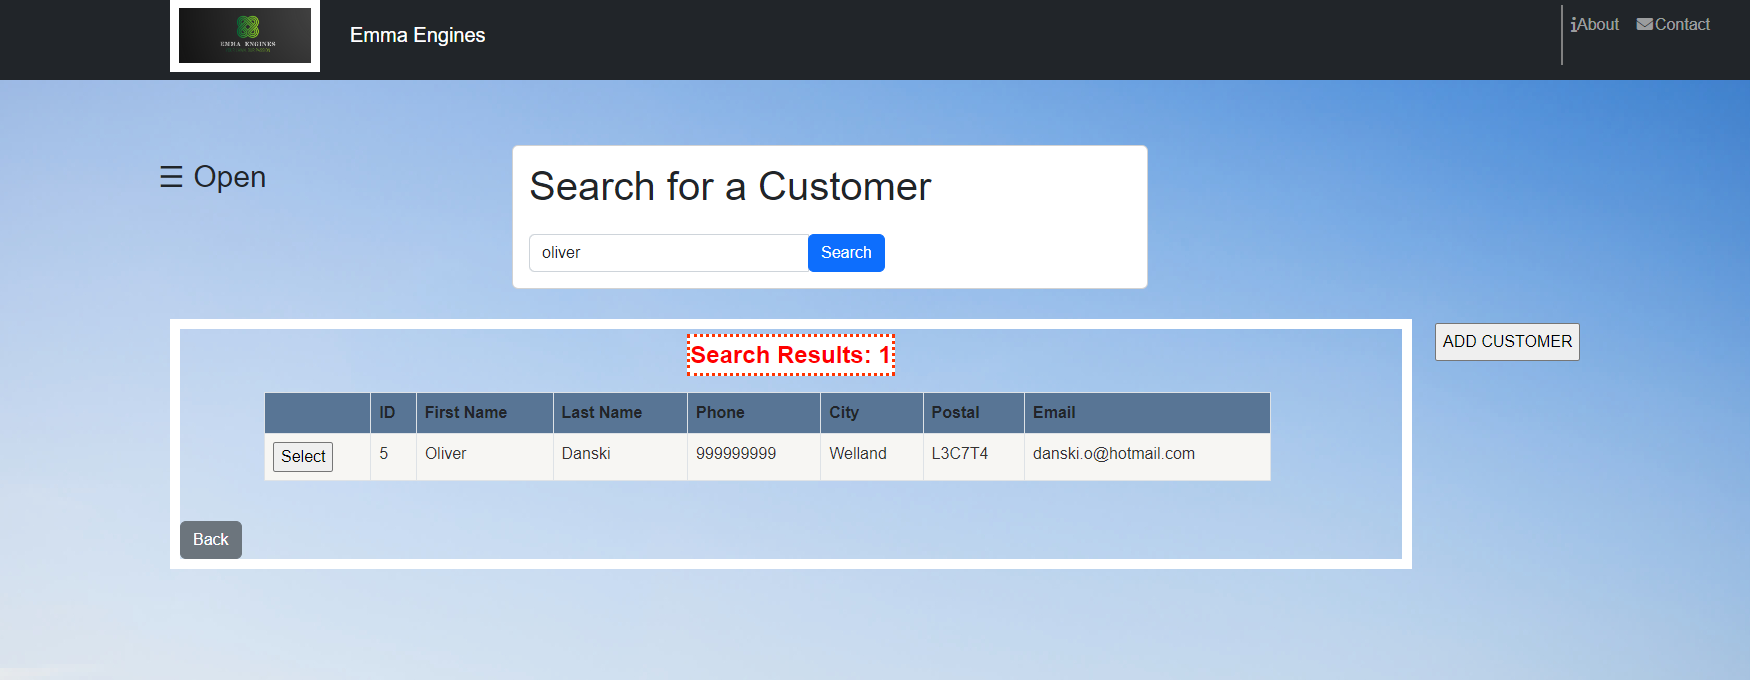 EMMA ENGINES
Emma Engines
About
Contact
☰ Open
Search for a Customer
oliver
Search
Search Results: 1
ADD CUSTOMER
ID First Name Last Name Phone City Postal Email
Select 5 Oliver Danski 999999999 Welland L3C7T4 danski.o@hotmail.com
Back